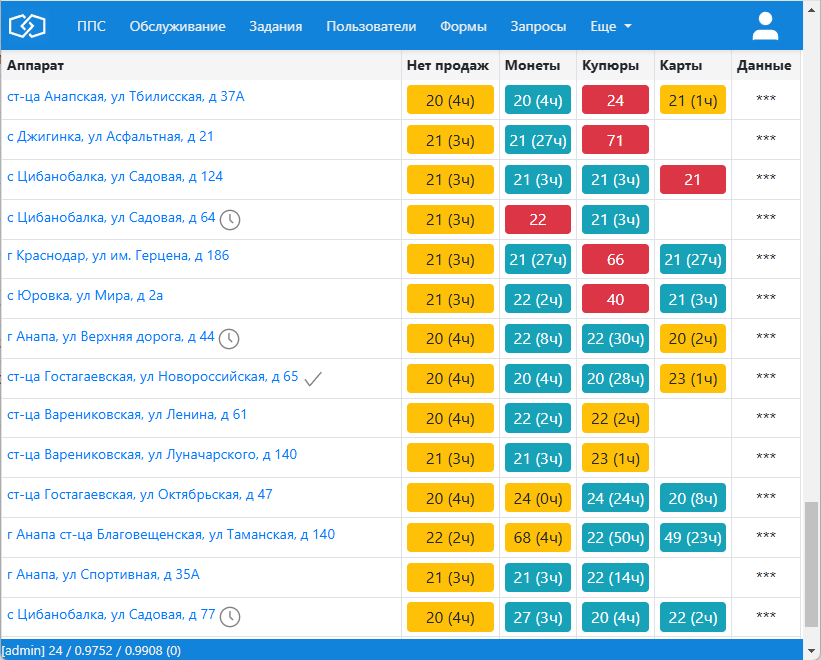 ППС Обслуживание Задания Пользователи Формы Запросы Еще
Аппарат Нет продаж Монеты Купюры Карты Данные
ст-ца Анапская, ул Тбилисская, д 37А 20 (4ч) 20 (4ч) 24 21 (1ч) ***
с Джигинка, ул Асфальтная, д 21 21 (3ч) 21 (27ч) 71 ***
с Цибанобалка, ул Садовая, д 124 21 (3ч) 21 (3ч) 21 (3ч) 21 ***
с Цибанобалка, ул Садовая, д 64 21 (3ч) 22 21 (3ч) ***
г Краснодар, ул им. Герцена, д 186 21 (3ч) 21 (27ч) 66 21 (27ч) ***
с Юровка, ул Мира, д 2а 21 (3ч) 22 (2ч) 40 21 (3ч) ***
г Анапа, ул Верхняя дорога, д 44 20 (4ч) 22 (8ч) 22 (30ч) 20 (2ч) ***
ст-ца Гостагаевская, ул Новороссийская, д 65 20 (4ч) 20 (4ч) 20 (28ч) 23 (1ч) ***
ст-ца Варениковская, ул Ленина, д 61 20 (4ч) 22 (2ч) 22 (2ч) ***
ст-ца Варениковская, ул Луначарского, д 140 21 (3ч) 21 (3ч) 23 (1ч) ***
ст-ца Гостагаевская, ул Октябрьская, д 47 20 (4ч) 24 (0ч) 24 (24ч) 20 (8ч) ***
г Анапа ст-ца Благовещенская, ул Таманская, д 140 22 (2ч) 68 (4ч) 22 (50ч) 49 (23ч) ***
г Анапа, ул Спортивная, д 35А 21 (3ч) 21 (3ч) 22 (14ч) ***
с Цибанобалка, ул Садовая, д 77 20 (4ч) 27 (3ч) 20 (4ч) 22 (2ч) ***
[admin] 24 / 0.9752 / 0.9908 (0)